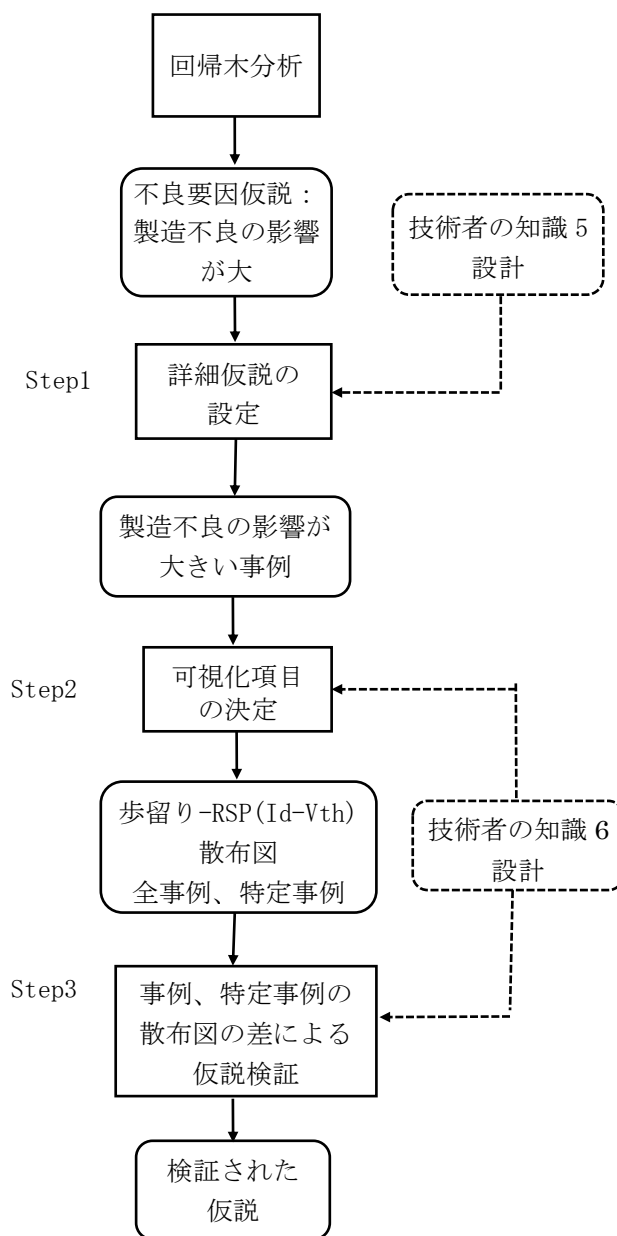 回帰木分析
不良要因仮説：
製造不良の影響
が大
技術者の知識 5
設計
Step1
詳細仮説の
設定
製造不良の影響が
大きい事例
Step2
可視化項目
の決定
歩留り-RSP(Id-Vth)
散布図
全事例、特定事例
技術者の知識 6
設計
Step3
事例、特定事例の
散布図の差による
仮説検証
検証された
仮説